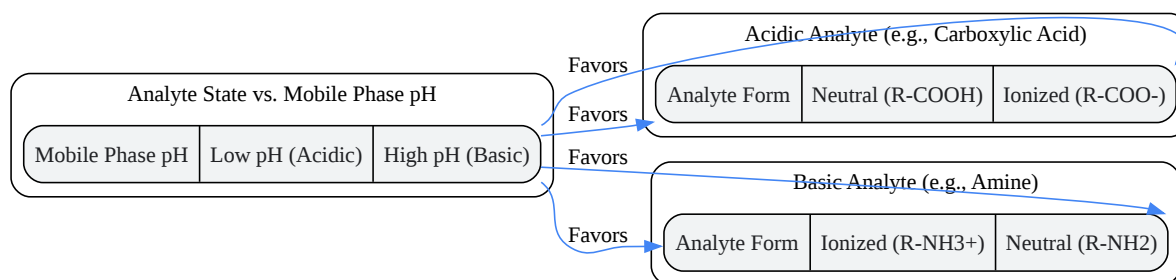 Acidic Analyte (e.g., Carboxylic Acid)
Favors
Analyte State vs. Mobile Phase pH
Analyte Form Neutral (R-COOH) Ionized (R-COO-)
Favors
Mobile Phase pH Low pH (Acidic) High pH (Basic)
Favors
Basic Analyte (e.g., Amine)
Favors
Analyte Form Ionized (R-NH3+) Neutral (R-NH2)